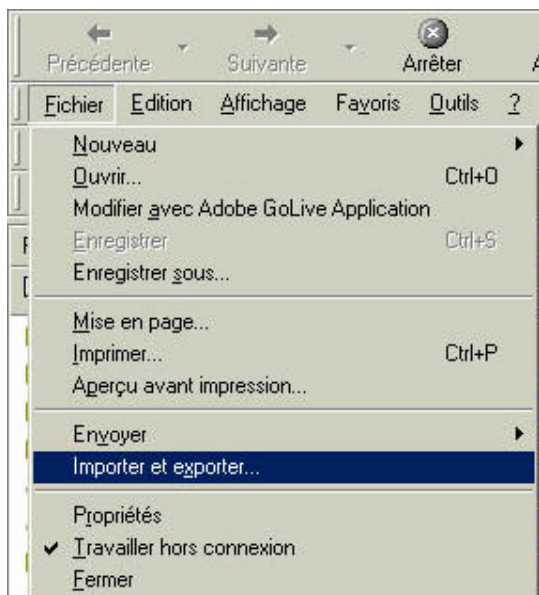 Précédente Suivante Arrêter
Fichier Edition Affichage Favoris Outils ?
Nouveau
Ouvrir... Ctrl+O
Modifier avec Adobe GoLive Application
Enregistrer Ctrl+S
Enregistrer sous...
Mise en page...
Imprimer... Ctrl+P
Aperçu avant impression...
Envoyer
Importer et exporter...
Propriétés
Travailler hors connexion
Fermer